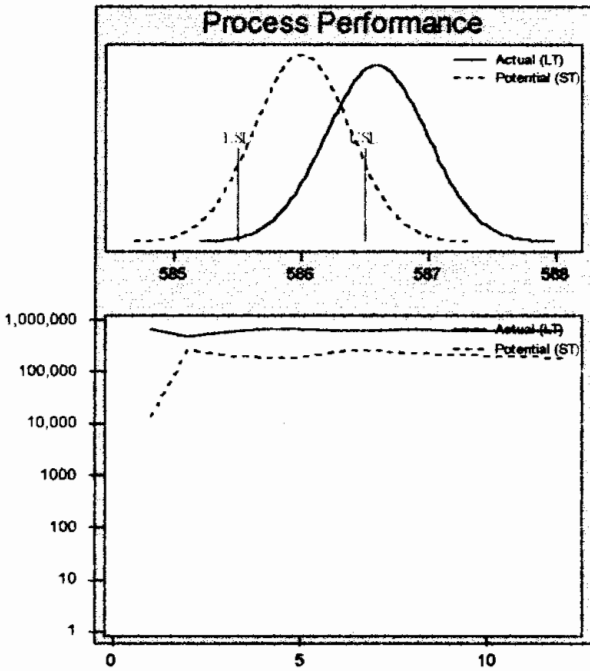 Process Performance
Actual (LT)
Potential (ST)
LSL USL
585 586 587 588
1,000,000
Actual (LT)
Potential (ST)
100,000
10,000
1000
100
10
1
0 5 10